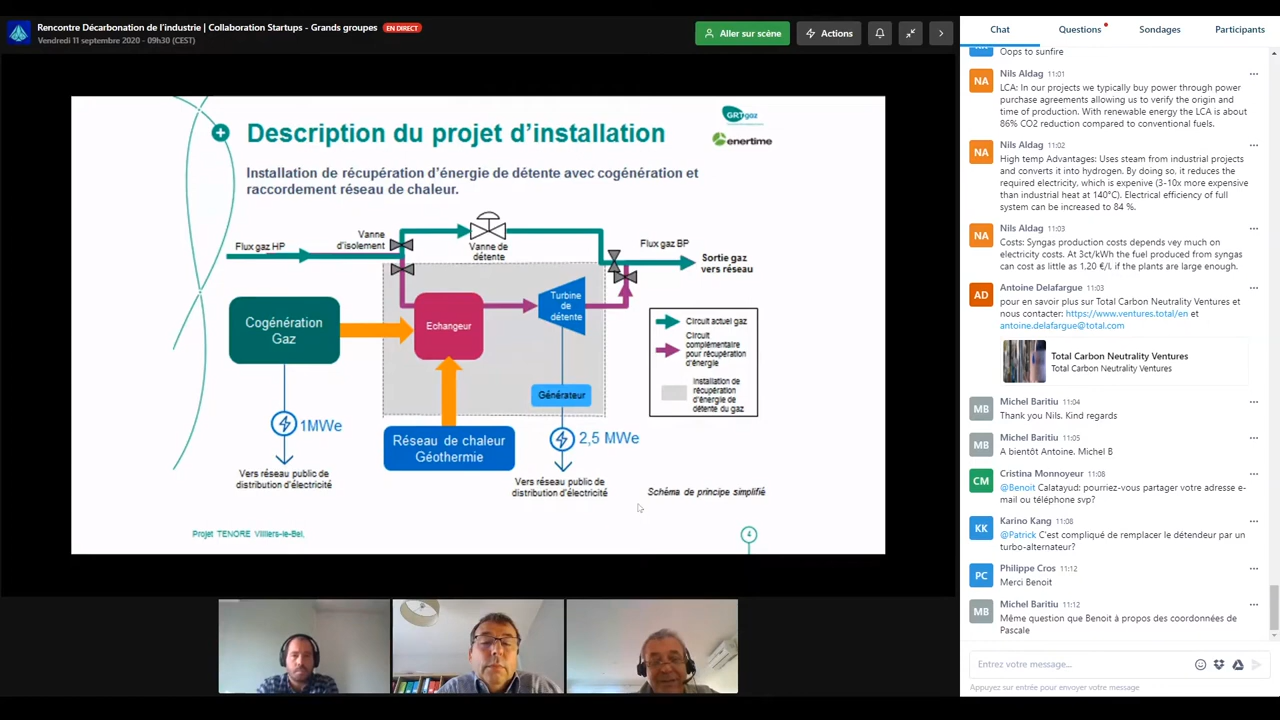 Rencontre Décarbonation de l'industrie | Collaboration Startups - Grands groupes
EN DIRECT
Vendredi 11 septembre 2020 - 09h30 (CEST)
Aller sur scène
Actions
Chat
Questions
Sondages
Participants
GRTgaz
enertime
Description du projet d'installation
Installation de récupération d'énergie de détente avec cogénération et
raccordement réseau de chaleur.
Flux gaz HP
Vanne
d'isolement
Vanne de
détente
Flux gaz BP
Sortie gaz
vers réseau
Cogénération
Gaz
Echangeur
Turbine
de
détente
Générateur
Circuit actuel gaz
Circuit
complémentaire
pour récupération
d'énergie
Installation de
récupération
d'énergie de
détente du gaz
1MWe
Réseau de chaleur
Géothermie
2,5 MWe
Vers réseau public de
distribution d'électricité
Vers réseau public de
distribution d'électricité
Schéma de principe simplifié
Projet TENORE Villiers-le-Bel,
4
Oops to sunfire
NA
Nils Aldag 11:01
LCA: In our projects we typically buy power through power
purchase agreements allowing us to verify the origin and
time of production. With renewable energy the LCA is about
86% CO2 reduction compared to conventional fuels.
NA
Nils Aldag 11:02
High temp Advantages: Uses steam from industrial projects
and converts it into hydrogen. By doing so, it reduces the
required electricity, which is expenive (3-10x more expensive
than industrial heat at 140°C). Electrical efficiency of full
system can be increased to 84 %.
NA
Nils Aldag 11:03
Costs: Syngas production costs depends vey much on
electricity costs. At 3ct/kWh the fuel produced from syngas
can cost as little as 1.20 €/l, if the plants are large enough.
AD
Antoine Delafargue 11:03
pour en savoir plus sur Total Carbon Neutrality Ventures et
nous contacter: https://www.ventures.total/en et
antoine.delafargue@total.com
Total Carbon Neutrality Ventures
Total Carbon Neutrality Ventures
MB
Michel Baritiu 11:04
Thank you Nils. Kind regards
MB
Michel Baritiu 11:05
A bientôt Antoine. Michel B
CM
Cristina Monnoyeur 11:08
@Benoit Calatayud: pourriez-vous partager votre adresse e-
mail ou téléphone svp?
KK
Karino Kang 11:08
@Patrick C'est compliqué de remplacer le détendeur par un
turbo-alternateur?
PC
Philippe Cros 11:12
Merci Benoit
MB
Michel Baritiu 11:12
Même question que Benoit à propos des coordonnées de
Pascale
Entrez votre message...
Appuyez sur entrée pour envoyer votre message